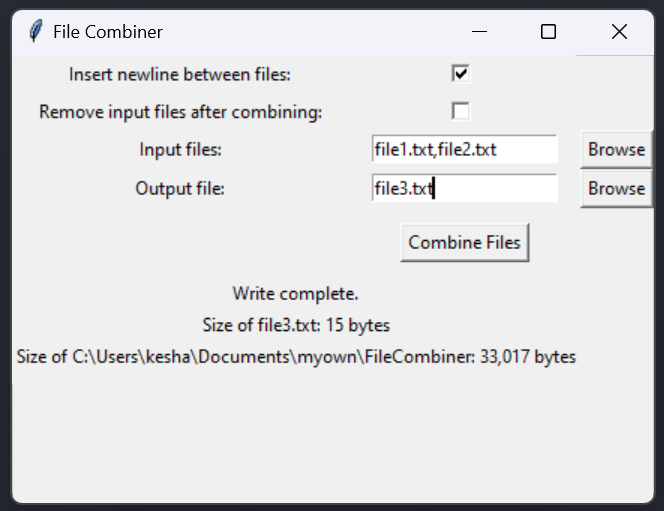 File Combiner
Insert newline between files:
Remove input files after combining:
Input files: file1.txt,file2.txt Browse
Output file: file3.txt Browse
Combine Files
Write complete.
Size of file3.txt: 15 bytes
Size of C:\Users\kesha\Documents\myown\FileCombiner: 33,017 bytes